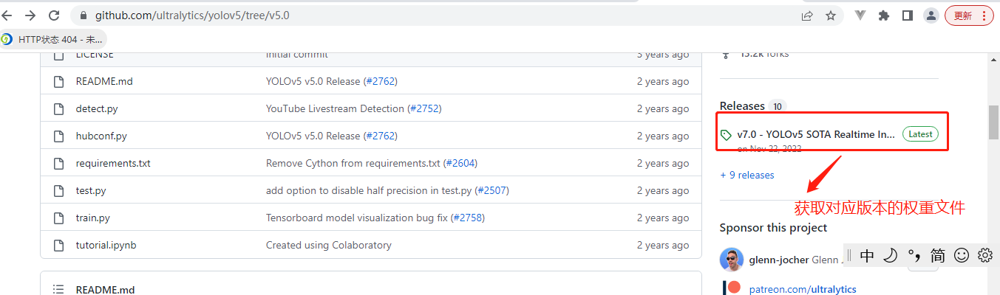 github.com/ultralytics/yolov5/tree/v5.0
更新
HTTP状态 404 - 未...
LICENSE Initial commit 3 years ago
README.md YOLOv5 v5.0 Release (#2762) 2 years ago
detect.py YouTube Livestream Detection (#2752) 2 years ago
hubconf.py YOLOv5 v5.0 Release (#2762) 2 years ago
requirements.txt Remove Cython from requirements.txt (#2604) 2 years ago
test.py add option to disable half precision in test.py (#2507) 2 years ago
train.py Tensorboard model visualization bug fix (#2758) 2 years ago
tutorial.ipynb Created using Colaboratory 2 years ago
README.md
13.2k forks
Releases 10
v7.0 - YOLOv5 SOTA Realtime In... Latest
on Nov 22, 2022
+ 9 releases
获取对应版本的权重文件
Sponsor this project
glenn-jocher Glenn J
中 简
patreon.com/ultralytics